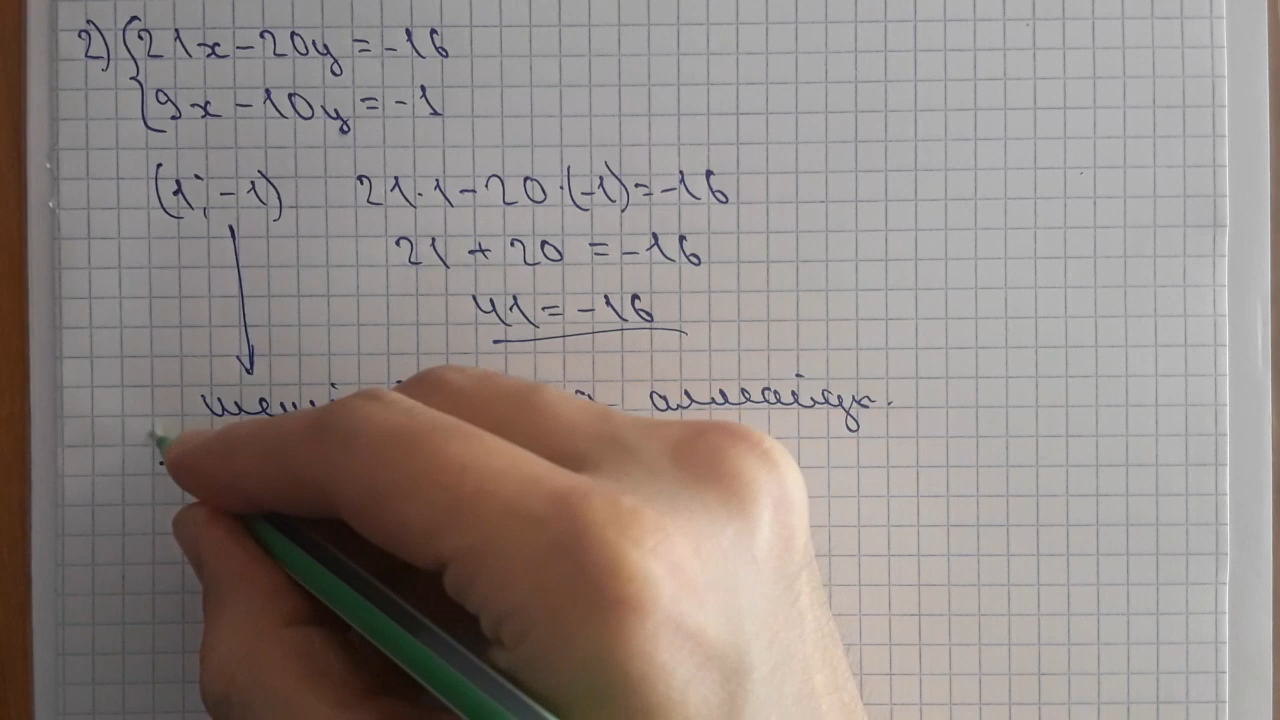 2) {21x-20y=-16
{9x-10y=-1
(1;-1) 21·1-20·(-1)=-16
21+20=-16
41=-16
алмайды.